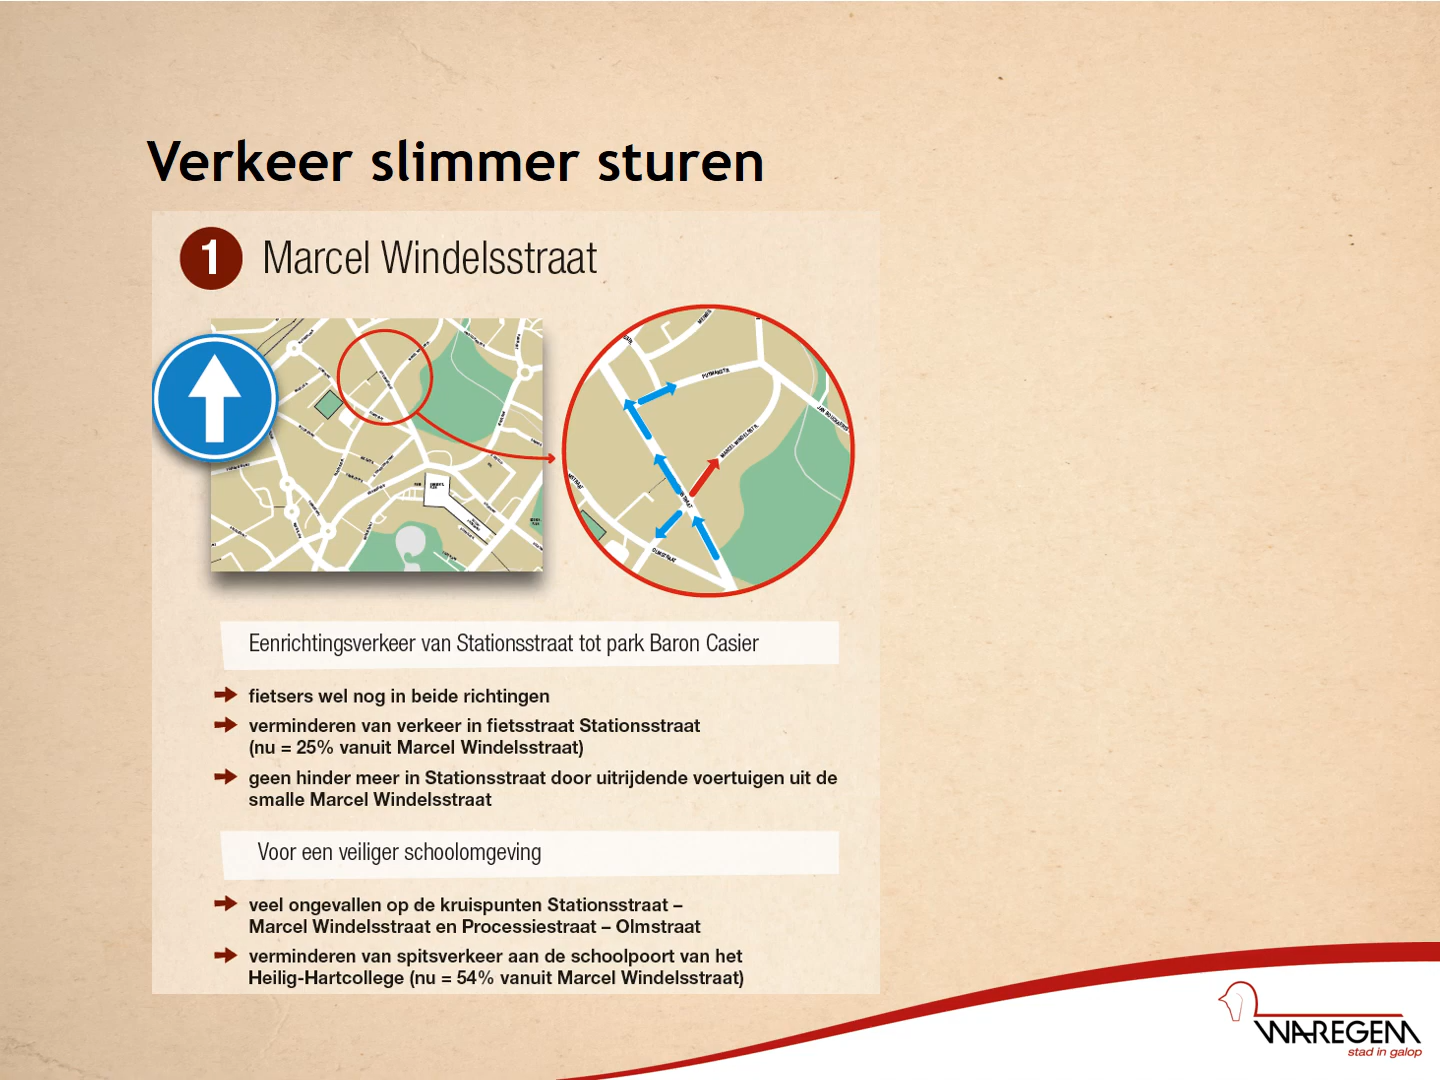 Verkeer slimmer sturen
1 Marcel Windelsstraat
PUTMANSTR.
MARCEL WINDELSSTR.
OLMSTRAAT
Eenrichtingsverkeer van Stationsstraat tot park Baron Casier
fietsers wel nog in beide richtingen
verminderen van verkeer in fietsstraat Stationsstraat
(nu = 25% vanuit Marcel Windelsstraat)
geen hinder meer in Stationsstraat door uitrijdende voertuigen uit de
smalle Marcel Windelsstraat
Voor een veiliger schoolomgeving
veel ongevallen op de kruispunten Stationsstraat –
Marcel Windelsstraat en Processiestraat – Olmstraat
verminderen van spitsverkeer aan de schoolpoort van het
Heilig-Hartcollege (nu = 54% vanuit Marcel Windelsstraat)
WAREGEM
stad in galop